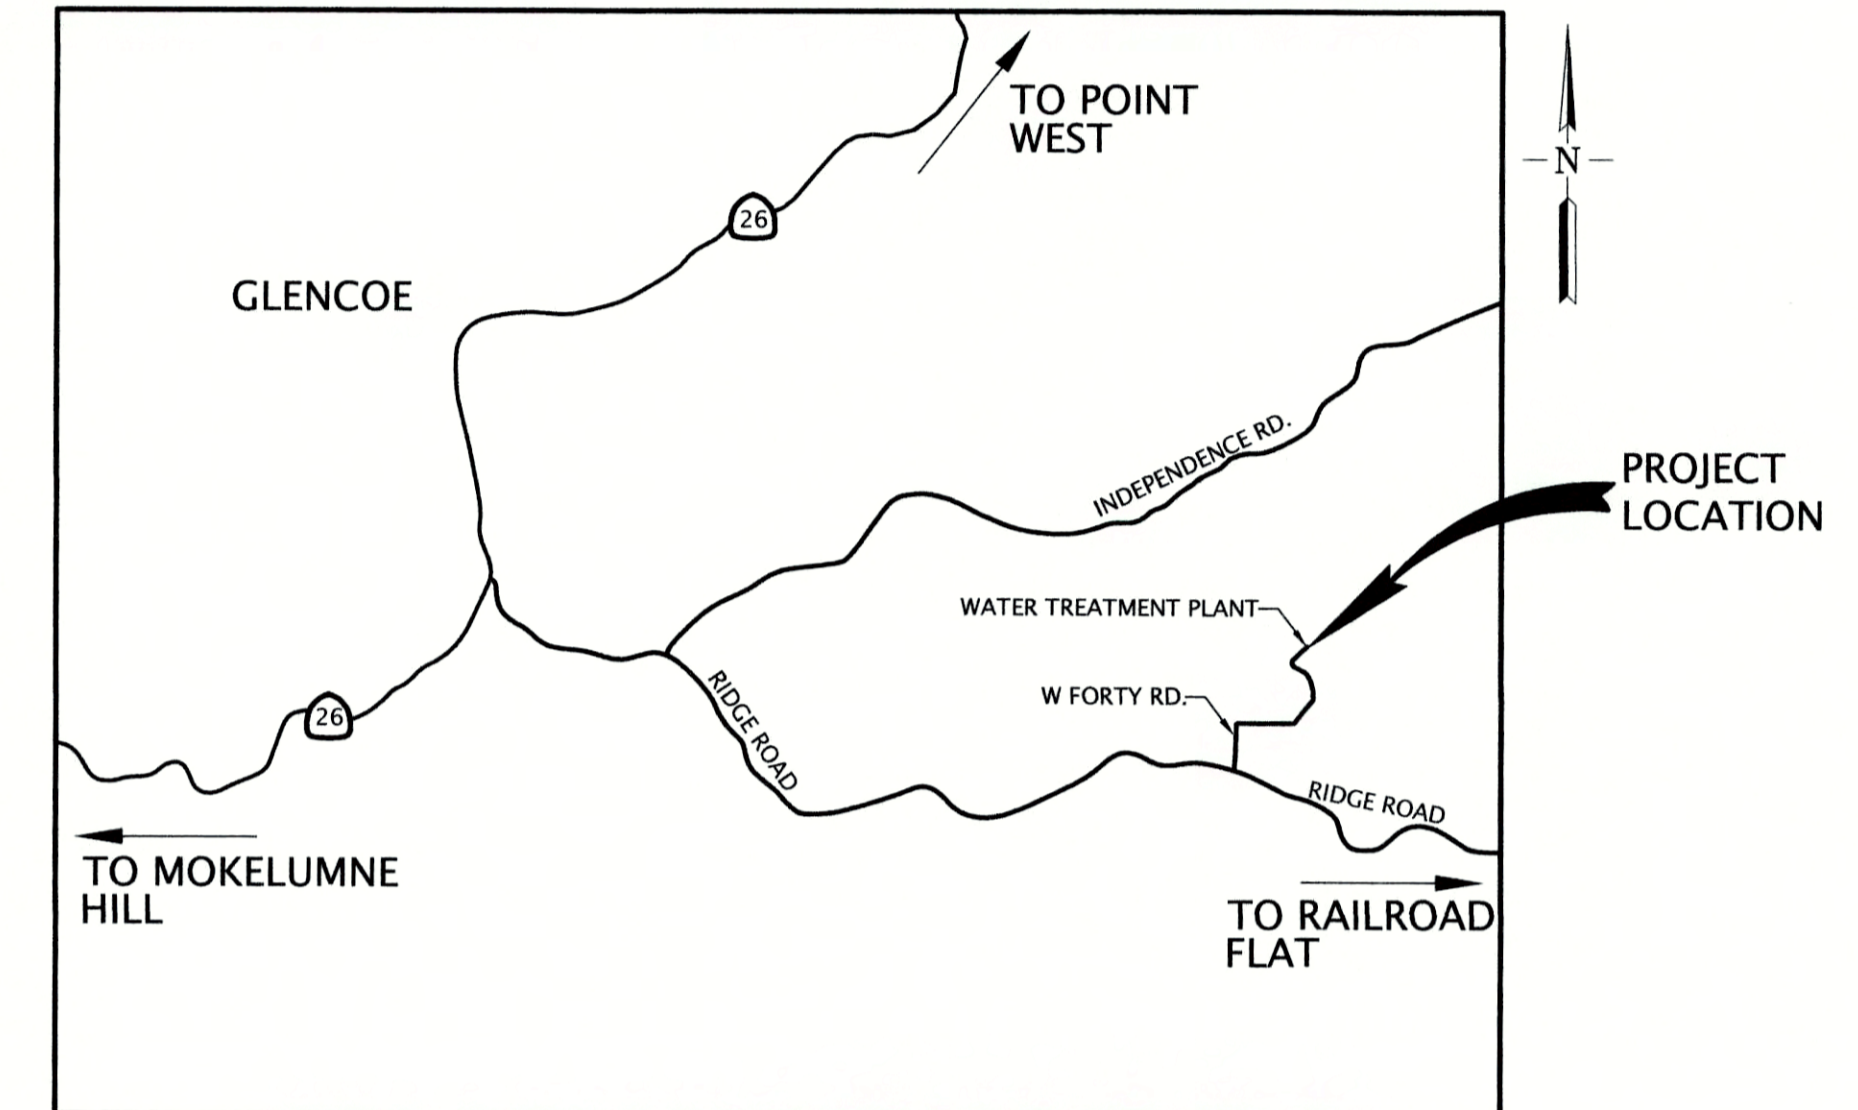 TO POINT
WEST
N
26
GLENCOE
INDEPENDENCE RD.
PROJECT
LOCATION
WATER TREATMENT PLANT
W FORTY RD.
RIDGE ROAD
26
RIDGE ROAD
TO MOKELUMNE
HILL
TO RAILROAD
FLAT